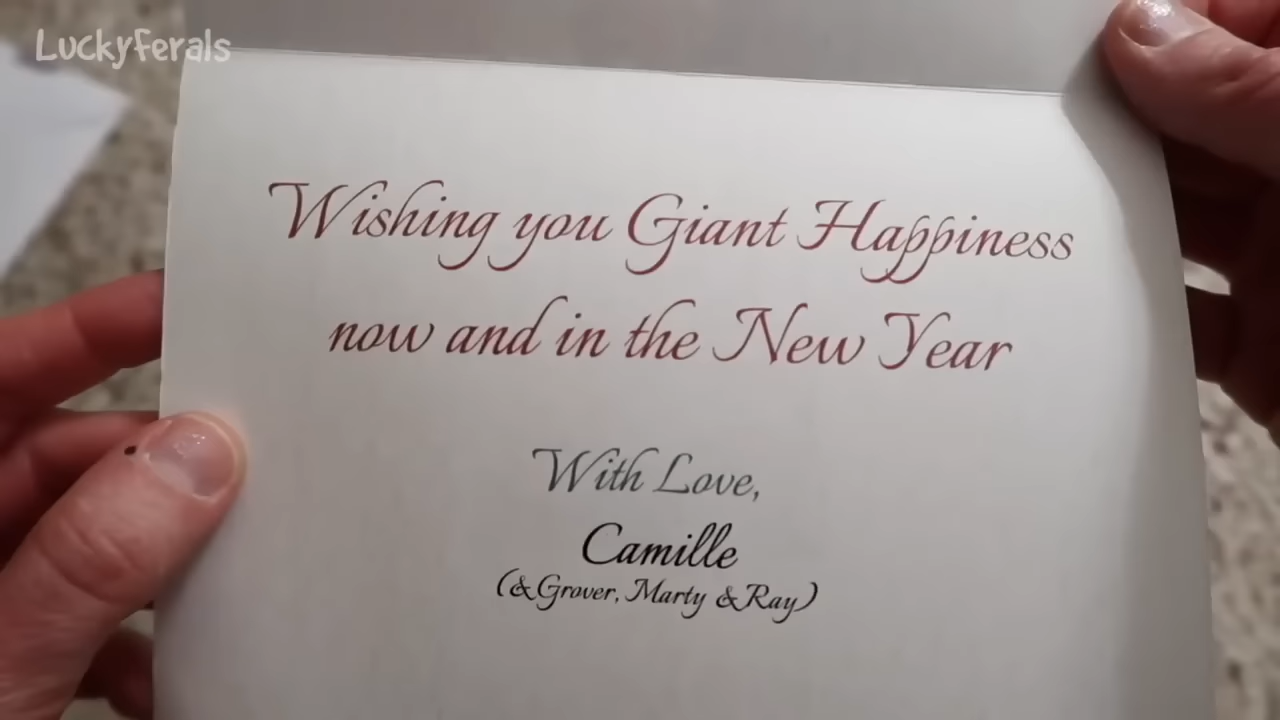 LuckyFerals
Wishing you Giant Happiness
now and in the New Year
With Love,
Camille
(& Grover, Marty & Ray)